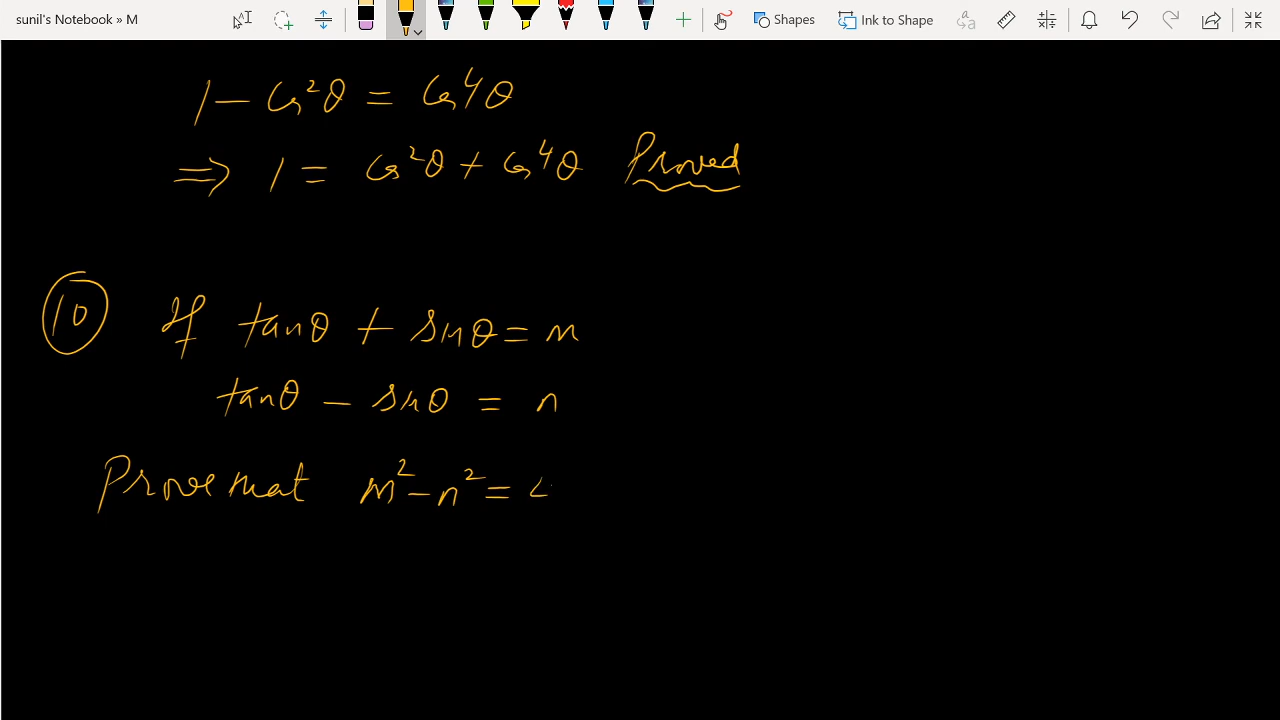 sunil's Notebook » M
Shapes
Ink to Shape
1 - cos²θ = cos⁴θ
⇒ 1 = cos²θ + cos⁴θ Proved
10 If tanθ + sinθ = m
tanθ - sinθ = n
Prove that m² - n² =